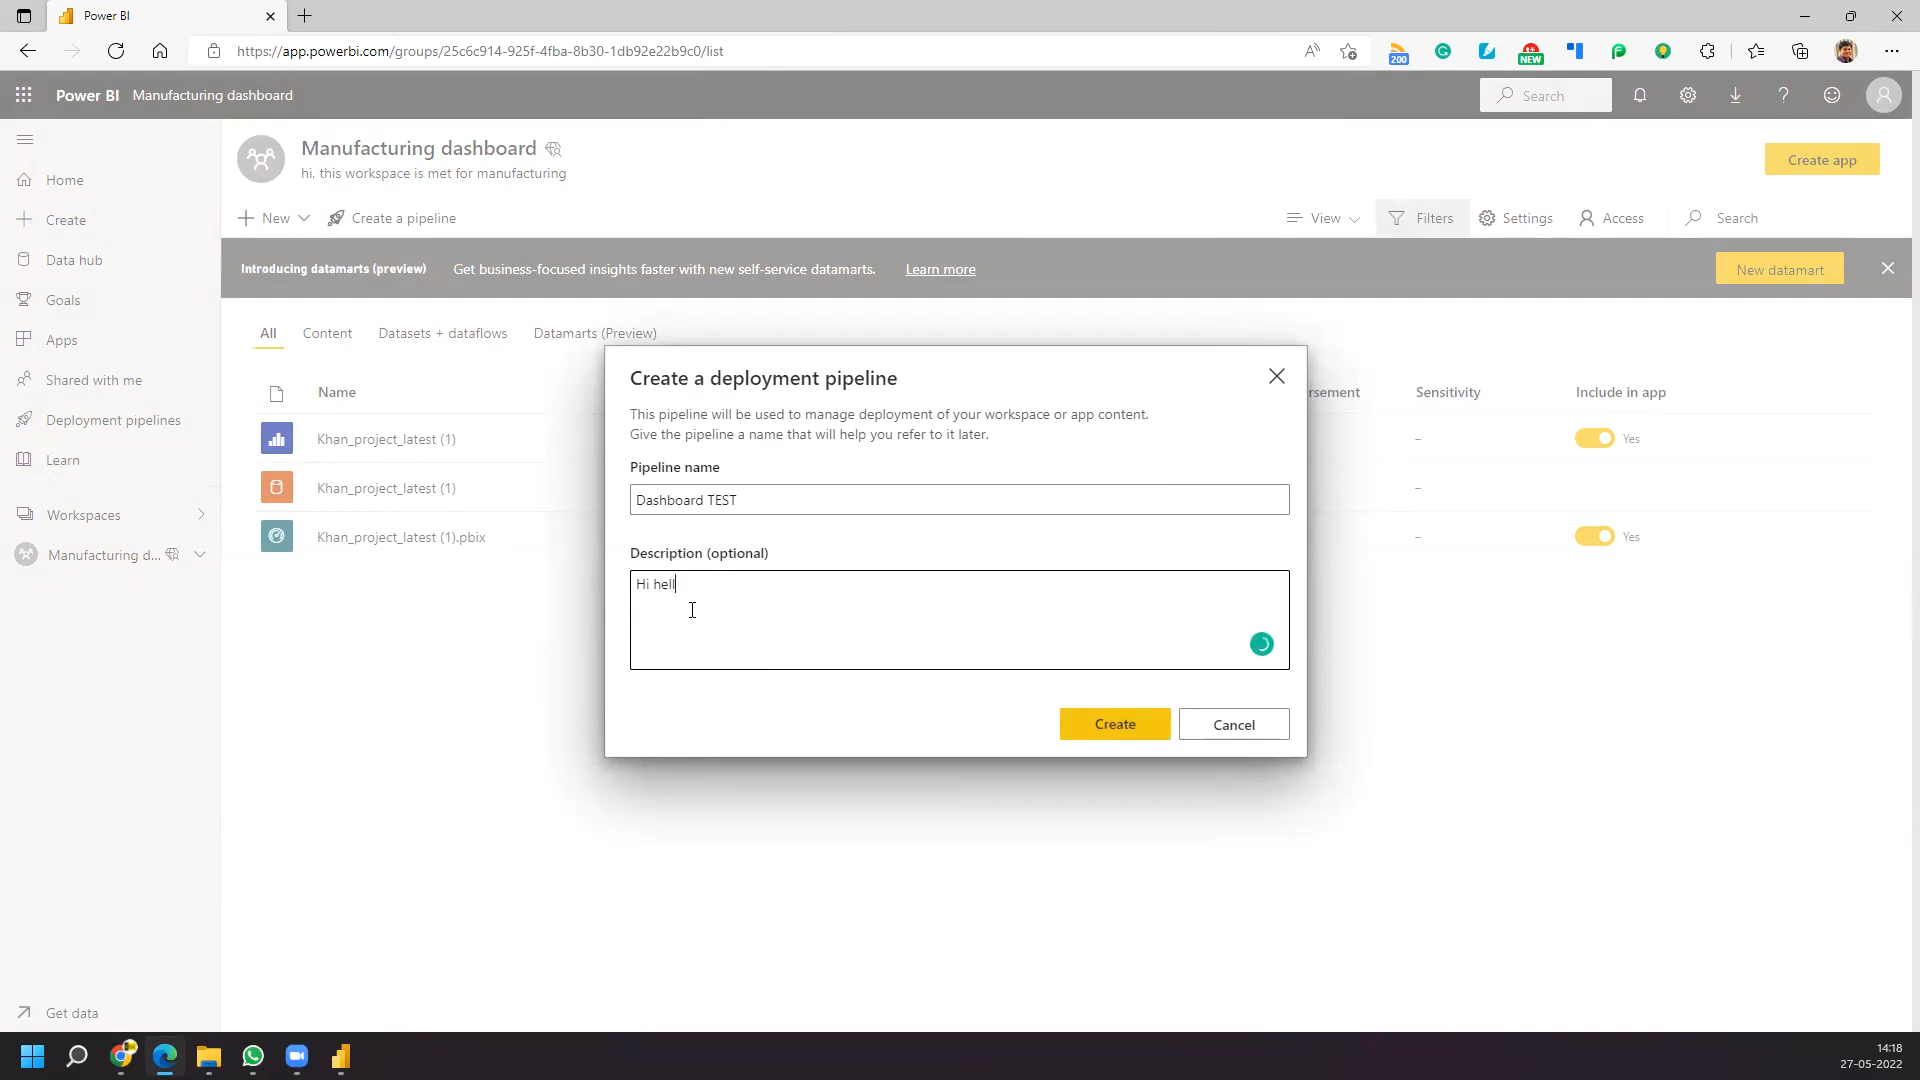 Power BI
https://app.powerbi.com/groups/25c6c914-925f-4fba-8b30-1db92e22b9c0/list
200
NEW
Power BI Manufacturing dashboard
Search
Manufacturing dashboard
hi, this workspace is met for manufacturing
Create app
Home
Create
Data hub
Goals
Apps
Shared with me
Deployment pipelines
Learn
Workspaces
Manufacturing d...
Get data
New
Create a pipeline
View
Filters
Settings
Access
Search
Introducing datamarts (preview) Get business-focused insights faster with new self-service datamarts. Learn more
New datamart
All Content Datasets + dataflows Datamarts (Preview)
Name
rsement
Sensitivity
Include in app
Khan_project_latest (1)
–
Yes
Khan_project_latest (1)
–
Khan_project_latest (1).pbix
–
Yes
Create a deployment pipeline
This pipeline will be used to manage deployment of your workspace or app content.
Give the pipeline a name that will help you refer to it later.
Pipeline name
Dashboard TEST
Description (optional)
Hi hell
Create
Cancel
14:18
27-05-2022